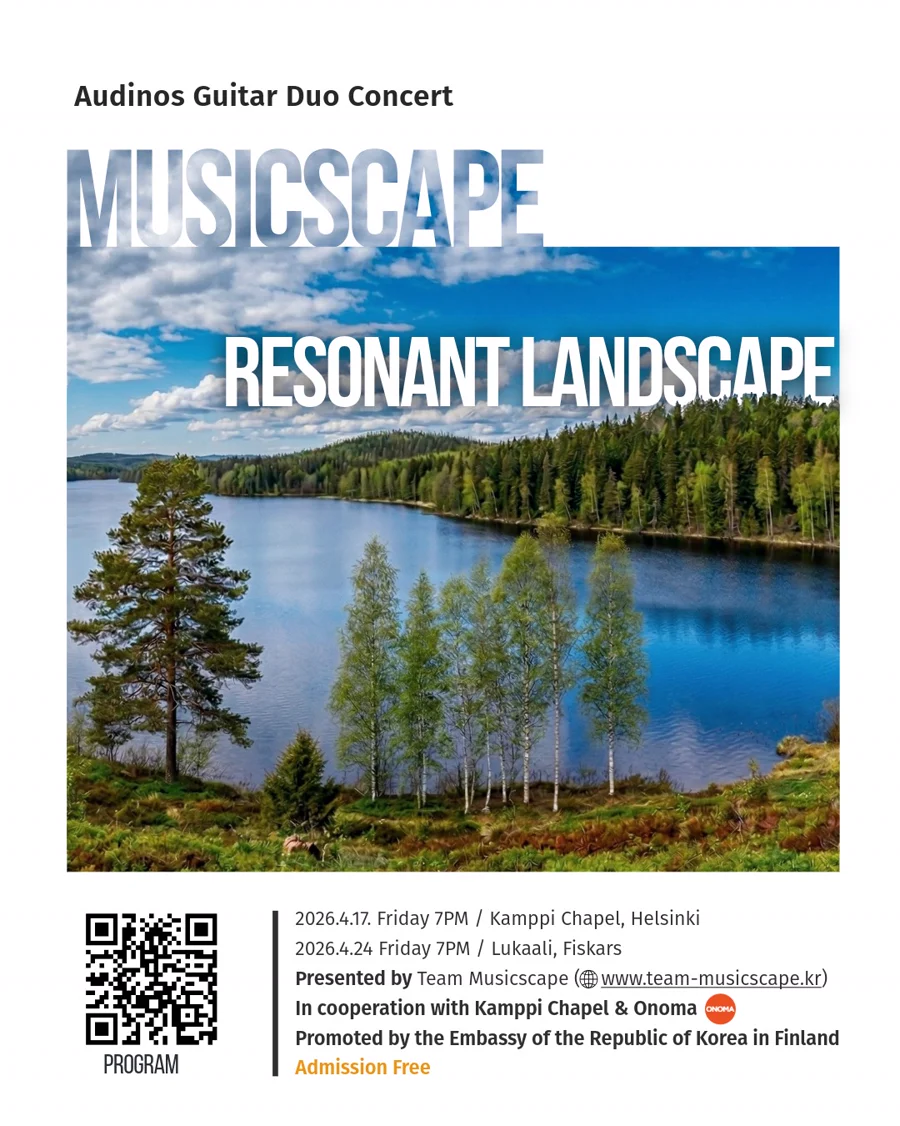 Audinos Guitar Duo Concert
MUSICSCAPE
RESONANT LANDSCAPE
2026.4.17. Friday 7PM / Kamppi Chapel, Helsinki
2026.4.24 Friday 7PM / Lukaali, Fiskars
Presented by Team Musicscape (www.team-musicscape.kr)
In cooperation with Kamppi Chapel & Onoma ONOMA
Promoted by the Embassy of the Republic of Korea in Finland
Admission Free
PROGRAM